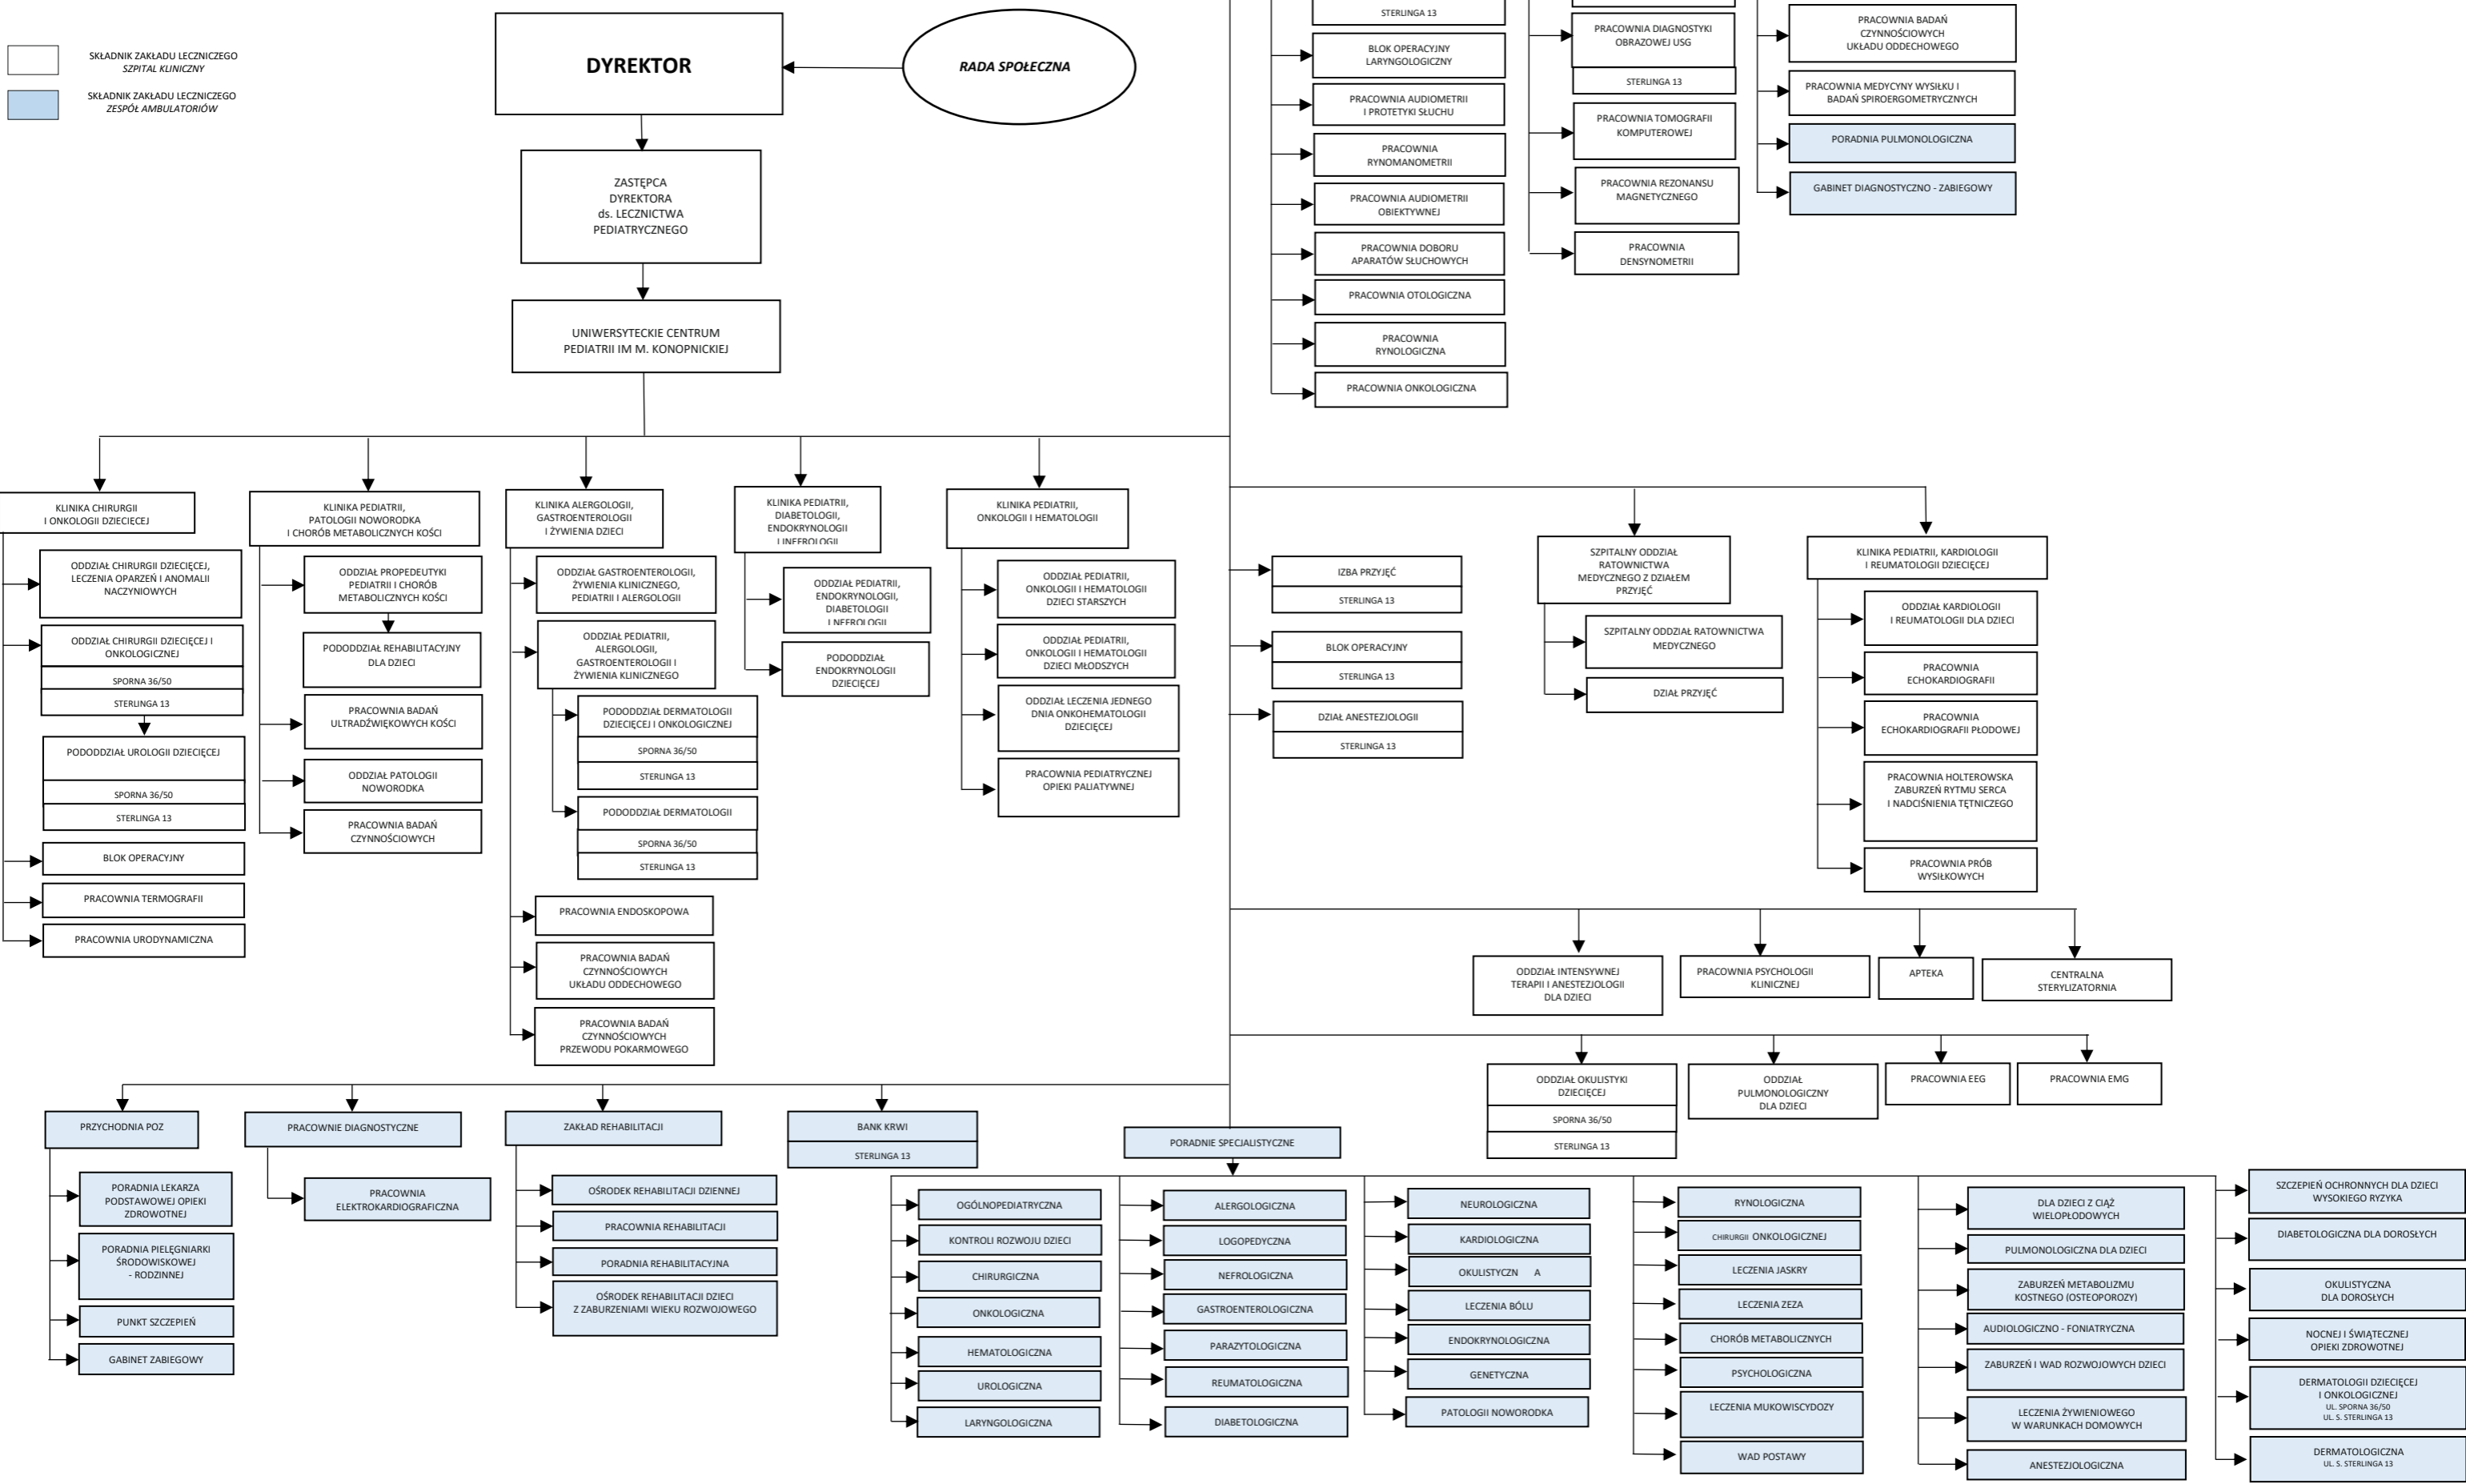 SKŁADNIK ZAKŁADU LECZNICZEGO
SZPITAL KLINICZNY
SKŁADNIK ZAKŁADU LECZNICZEGO
ZESPÓŁ AMBULATORIÓW
DYREKTOR
RADA SPOŁECZNA
ZASTĘPCA
DYREKTORA
ds. LECZNICTWA
PEDIATRYCZNEGO
UNIWERSYTECKIE CENTRUM
PEDIATRII IM M. KONOPNICKIEJ
STERLINGA 13
BLOK OPERACYJNY
LARYNGOLOGICZNY
PRACOWNIA AUDIOMETRII
I PROTETYKI SŁUCHU
PRACOWNIA
RYNOMANOMETRII
PRACOWNIA AUDIOMETRII
OBIEKTYWNEJ
PRACOWNIA DOBORU
APARATÓW SŁUCHOWYCH
PRACOWNIA OTOLOGICZNA
PRACOWNIA
RYNOLOGICZNA
PRACOWNIA ONKOLOGICZNA
PRACOWNIA DIAGNOSTYKI
OBRAZOWEJ USG
STERLINGA 13
PRACOWNIA TOMOGRAFII
KOMPUTEROWEJ
PRACOWNIA REZONANSU
MAGNETYCZNEGO
PRACOWNIA
DENSYNOMETRII
PRACOWNIA BADAŃ
CZYNNOŚCIOWYCH
UKŁADU ODDECHOWEGO
PRACOWNIA MEDYCYNY WYSIŁKU I
BADAŃ SPIROERGOMETRYCZNYCH
PORADNIA PULMONOLOGICZNA
GABINET DIAGNOSTYCZNO - ZABIEGOWY
KLINIKA CHIRURGII
I ONKOLOGII DZIECIĘCEJ
ODDZIAŁ CHIRURGII DZIECIĘCEJ,
LECZENIA OPARZEŃ I ANOMALII
NACZYNIOWYCH
ODDZIAŁ CHIRURGII DZIECIĘCEJ I
ONKOLOGICZNEJ
SPORNA 36/50
STERLINGA 13
PODODDZIAŁ UROLOGII DZIECIĘCEJ
SPORNA 36/50
STERLINGA 13
BLOK OPERACYJNY
PRACOWNIA TERMOGRAFII
PRACOWNIA URODYNAMICZNA
KLINIKA PEDIATRII,
PATOLOGII NOWORODKA
I CHORÓB METABOLICZNYCH KOŚCI
ODDZIAŁ PROPEDEUTYKI
PEDIATRII I CHORÓB
METABOLICZNYCH KOŚCI
PODODDZIAŁ REHABILITACYJNY
DLA DZIECI
PRACOWNIA BADAŃ
ULTRADŹWIĘKOWYCH KOŚCI
ODDZIAŁ PATOLOGII
NOWORODKA
PRACOWNIA BADAŃ
CZYNNOŚCIOWYCH
KLINIKA ALERGOLOGII,
GASTROENTEROLOGII
I ŻYWIENIA DZIECI
ODDZIAŁ GASTROENTEROLOGII,
ŻYWIENIA KLINICZNEGO,
PEDIATRII I ALERGOLOGII
ODDZIAŁ PEDIATRII,
ALERGOLOGII,
GASTROENTEROLOGII I
ŻYWIENIA KLINICZNEGO
PODODDZIAŁ DERMATOLOGII
DZIECIĘCEJ I ONKOLOGICZNEJ
SPORNA 36/50
STERLINGA 13
PODODDZIAŁ DERMATOLOGII
SPORNA 36/50
STERLINGA 13
PRACOWNIA ENDOSKOPOWA
PRACOWNIA BADAŃ
CZYNNOŚCIOWYCH
UKŁADU ODDECHOWEGO
PRACOWNIA BADAŃ
CZYNNOŚCIOWYCH
PRZEWODU POKARMOWEGO
KLINIKA PEDIATRII,
DIABETOLOGII,
ENDOKRYNOLOGII
I NEFROLOGII
ODDZIAŁ PEDIATRII,
ENDOKRYNOLOGII,
DIABETOLOGII
I NEFROLOGII
PODODDZIAŁ
ENDOKRYNOLOGII
DZIECIĘCEJ
KLINIKA PEDIATRII,
ONKOLOGII I HEMATOLOGII
ODDZIAŁ PEDIATRII,
ONKOLOGII I HEMATOLOGII
DZIECI STARSZYCH
ODDZIAŁ PEDIATRII,
ONKOLOGII I HEMATOLOGII
DZIECI MŁODSZYCH
ODDZIAŁ LECZENIA JEDNEGO
DNIA ONKOHEMATOLOGII
DZIECIĘCEJ
PRACOWNIA PEDIATRYCZNEJ
OPIEKI PALIATYWNEJ
IZBA PRZYJĘĆ
STERLINGA 13
BLOK OPERACYJNY
STERLINGA 13
DZIAŁ ANESTEZJOLOGII
STERLINGA 13
SZPITALNY ODDZIAŁ
RATOWNICTWA
MEDYCZNEGO Z DZIAŁEM
PRZYJĘĆ
SZPITALNY ODDZIAŁ RATOWNICTWA
MEDYCZNEGO
DZIAŁ PRZYJĘĆ
KLINIKA PEDIATRII, KARDIOLOGII
I REUMATOLOGII DZIECIĘCEJ
ODDZIAŁ KARDIOLOGII
I REUMATOLOGII DLA DZIECI
PRACOWNIA
ECHOKARDIOGRAFII
PRACOWNIA
ECHOKARDIOGRAFII PŁODOWEJ
PRACOWNIA HOLTEROWSKA
ZABURZEŃ RYTMU SERCA
I NADCIŚNIENIA TĘTNICZEGO
PRACOWNIA PRÓB
WYSIŁKOWYCH
ODDZIAŁ INTENSYWNEJ
TERAPII I ANESTEZJOLOGII
DLA DZIECI
PRACOWNIA PSYCHOLOGII
KLINICZNEJ
APTEKA
CENTRALNA
STERYLIZATORNIA
ODDZIAŁ OKULISTYKI
DZIECIĘCEJ
SPORNA 36/50
STERLINGA 13
ODDZIAŁ
PULMONOLOGICZNY
DLA DZIECI
PRACOWNIA EEG
PRACOWNIA EMG
PRZYCHODNIA POZ
PORADNIA LEKARZA
PODSTAWOWEJ OPIEKI
ZDROWOTNEJ
PORADNIA PIELĘGNIARKI
ŚRODOWISKOWEJ
- RODZINNEJ
PUNKT SZCZEPIEŃ
GABINET ZABIEGOWY
PRACOWNIE DIAGNOSTYCZNE
PRACOWNIA
ELEKTROKARDIOGRAFICZNA
ZAKŁAD REHABILITACJI
OŚRODEK REHABILITACJI DZIENNEJ
PRACOWNIA REHABILITACJI
PORADNIA REHABILITACYJNA
OŚRODEK REHABILITACJI DZIECI
Z ZABURZENIAMI WIEKU ROZWOJOWEGO
BANK KRWI
STERLINGA 13
PORADNIE SPECJALISTYCZNE
OGÓLNOPEDIATRYCZNA
KONTROLI ROZWOJU DZIECI
CHIRURGICZNA
ONKOLOGICZNA
HEMATOLOGICZNA
UROLOGICZNA
LARYNGOLOGICZNA
ALERGOLOGICZNA
LOGOPEDYCZNA
NEFROLOGICZNA
GASTROENTEROLOGICZNA
PARAZYTOLOGICZNA
REUMATOLOGICZNA
DIABETOLOGICZNA
NEUROLOGICZNA
KARDIOLOGICZNA
OKULISTYCZN A
LECZENIA BÓLU
ENDOKRYNOLOGICZNA
GENETYCZNA
PATOLOGII NOWORODKA
RYNOLOGICZNA
CHIRURGII ONKOLOGICZNEJ
LECZENIA JASKRY
LECZENIA ZEZA
CHORÓB METABOLICZNYCH
PSYCHOLOGICZNA
LECZENIA MUKOWISCYDOZY
WAD POSTAWY
DLA DZIECI Z CIĄŻ
WIELOPŁODOWYCH
PULMONOLOGICZNA DLA DZIECI
ZABURZEŃ METABOLIZMU
KOSTNEGO (OSTEOPOROZY)
AUDIOLOGICZNO - FONIATRYCZNA
ZABURZEŃ I WAD ROZWOJOWYCH DZIECI
LECZENIA ŻYWIENIOWEGO
W WARUNKACH DOMOWYCH
ANESTEZJOLOGICZNA
SZCZEPIEŃ OCHRONNYCH DLA DZIECI
WYSOKIEGO RYZYKA
DIABETOLOGICZNA DLA DOROSŁYCH
OKULISTYCZNA
DLA DOROSŁYCH
NOCNEJ I ŚWIĄTECZNEJ
OPIEKI ZDROWOTNEJ
DERMATOLOGII DZIECIĘCEJ
I ONKOLOGICZNEJ
UL. SPORNA 36/50
UL. S. STERLINGA 13
DERMATOLOGICZNA
UL. S. STERLINGA 13